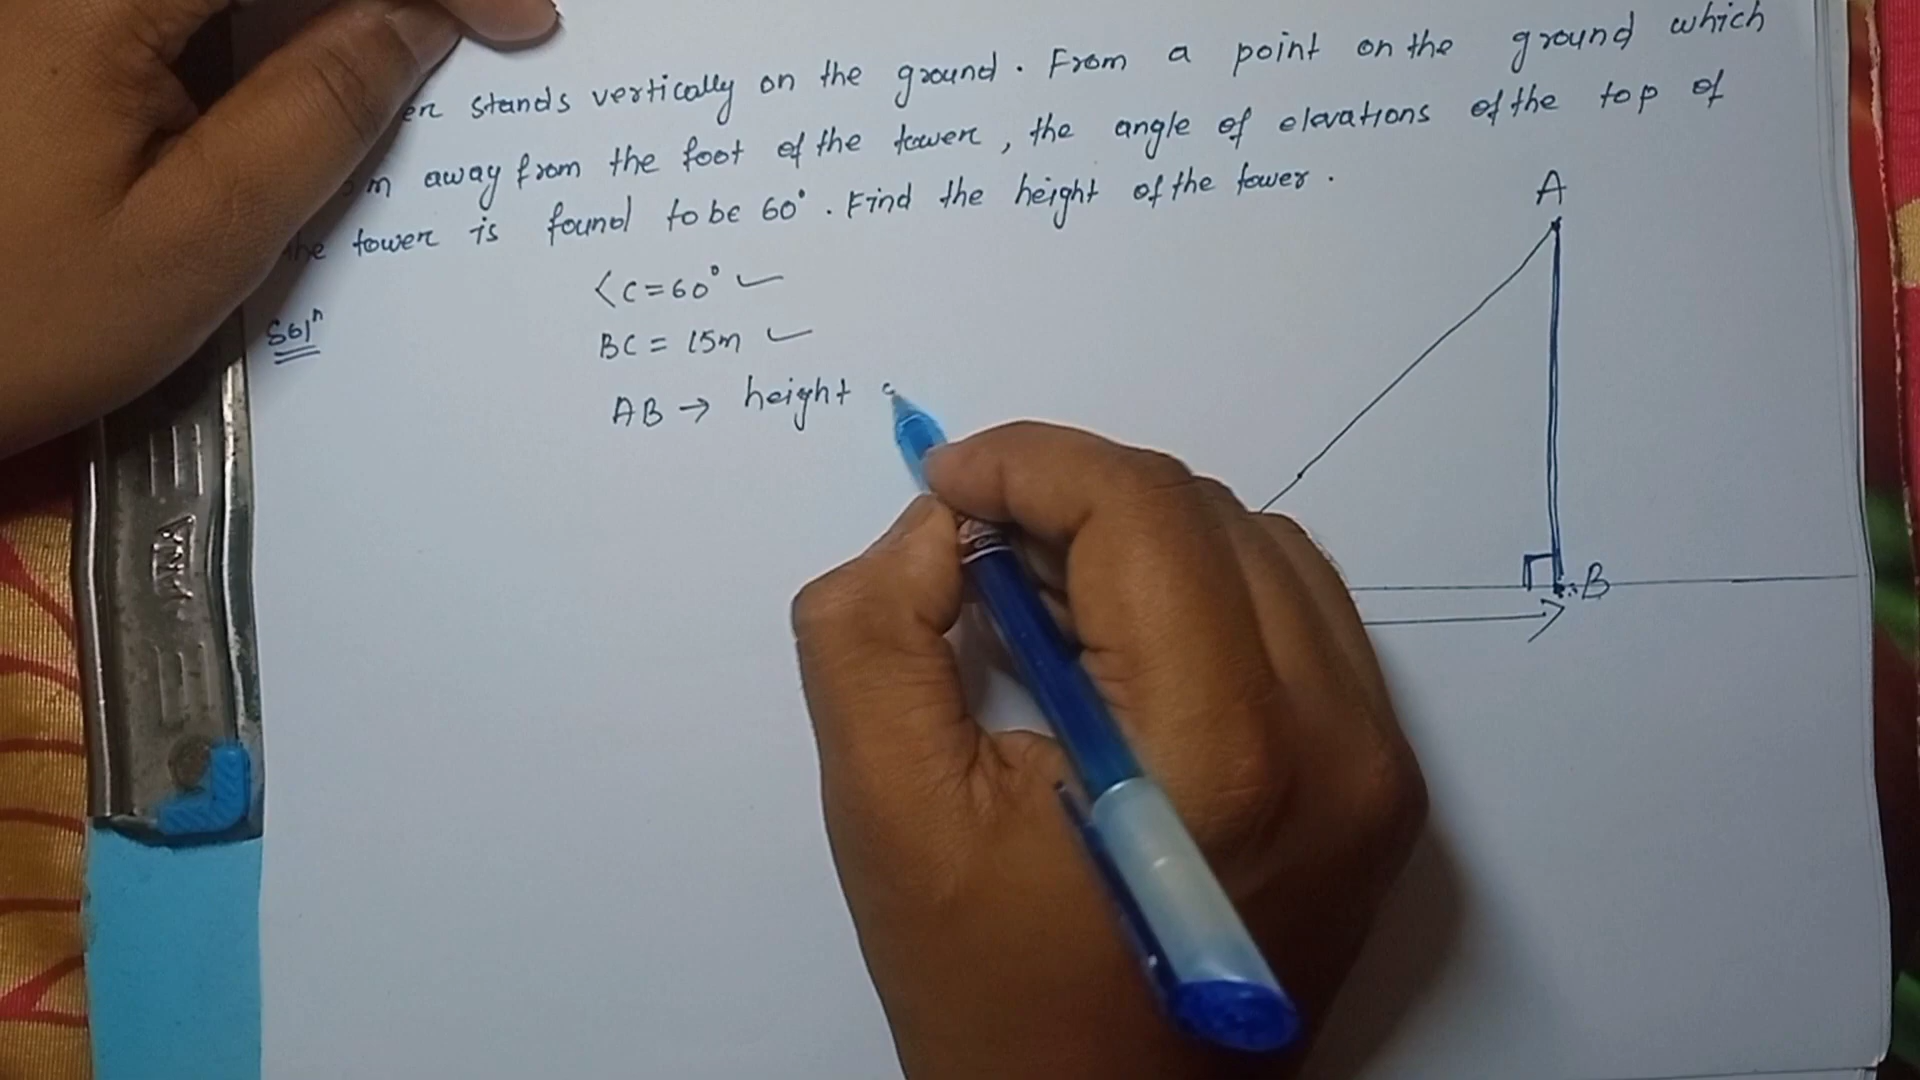 stands vertically on the ground. From a point on the ground which
m away from the foot of the tower, the angle of elevations of the top of
the tower is found to be 60°. Find the height of the tower.
Solⁿ
<C=60° ✓
BC = 15m ✓
AB → height
A
B